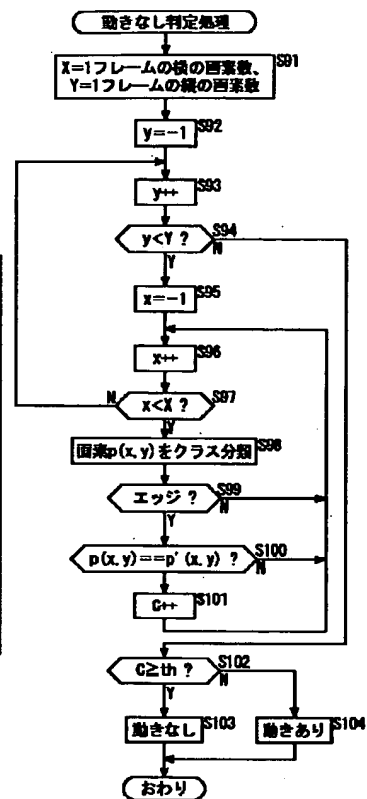 動きなし判定処理
X=1フレームの横の画素数、
Y=1フレームの縦の画素数
S91
y=-1
S92
y++
S93
y<Y ?
S94
N
Y
x=-1
S95
x++
S96
N
x<X ?
S97
Y
画素p(x,y)をクラス分類
S98
エッジ ?
S99
N
Y
p(x,y)==p'(x,y) ?
S100
N
Y
C++
S101
C≥th ?
S102
N
Y
動きなし
S103
動きあり
S104
おわり